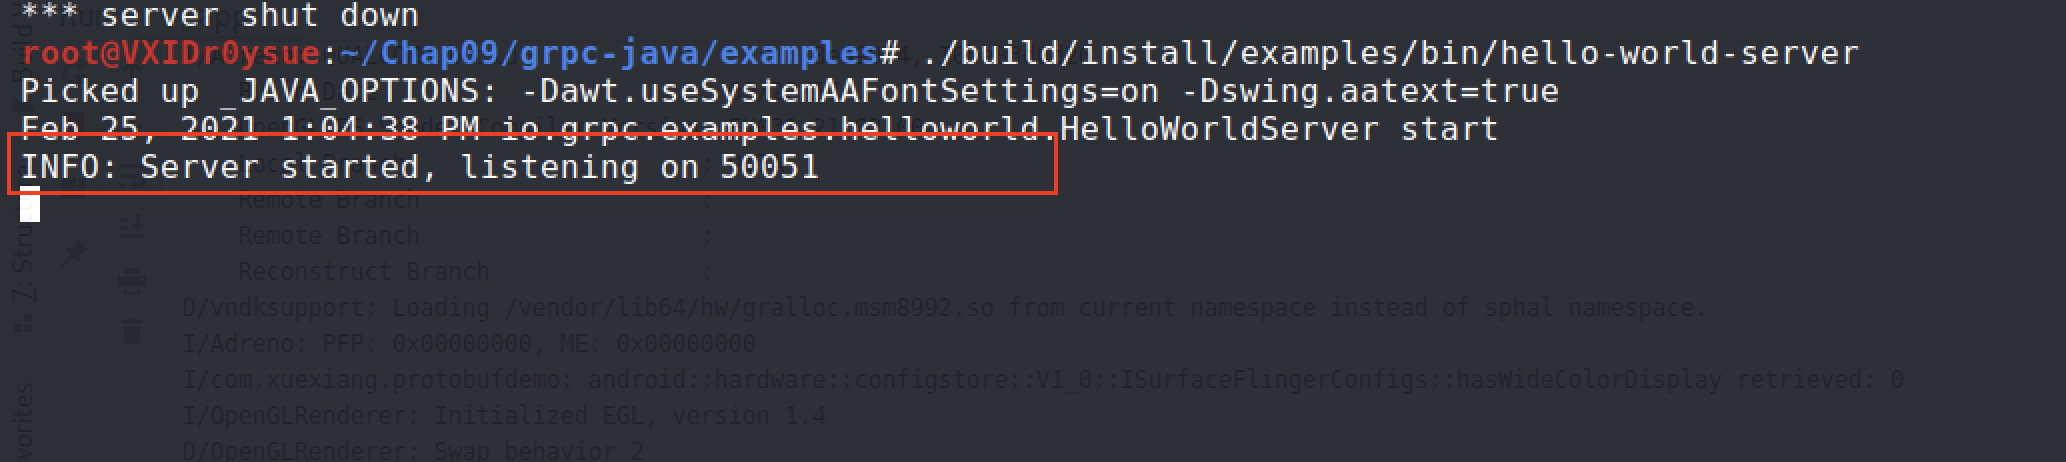 *** server shut down
root@VXIDr0ysue:~/Chap09/grpc-java/examples# ./build/install/examples/bin/hello-world-server
Picked up _JAVA_OPTIONS: -Dawt.useSystemAAFontSettings=on -Dswing.aatext=true
Feb 25, 2021 1:04:38 PM io.grpc.examples.helloworld.HelloWorldServer start
INFO: Server started, listening on 50051
Remote Branch :
Remote Branch :
Reconstruct Branch :
D/vndksupport: Loading /vendor/lib64/hw/gralloc.msm8992.so from current namespace instead of sphal namespace.
I/Adreno: PFP: 0x00000000, ME: 0x00000000
I/com.xuexiang.protobufdemo: android::hardware::configstore::V1_0::ISurfaceFlingerConfigs::hasWideColorDisplay retrieved: 0
I/OpenGLRenderer: Initialized EGL, version 1.4
D/OpenGLRenderer: Swap behavior 2